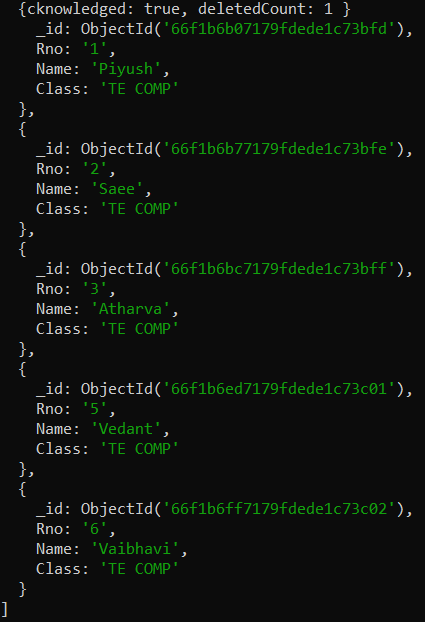 {cknowledged: true, deletedCount: 1 }
_id: ObjectId('66f1b6b07179fdede1c73bfd'),
Rno: '1',
Name: 'Piyush',
Class: 'TE COMP'
},
{
_id: ObjectId('66f1b6b77179fdede1c73bfe'),
Rno: '2',
Name: 'Saee',
Class: 'TE COMP'
},
{
_id: ObjectId('66f1b6bc7179fdede1c73bff'),
Rno: '3',
Name: 'Atharva',
Class: 'TE COMP'
},
{
_id: ObjectId('66f1b6ed7179fdede1c73c01'),
Rno: '5',
Name: 'Vedant',
Class: 'TE COMP'
},
{
_id: ObjectId('66f1b6ff7179fdede1c73c02'),
Rno: '6',
Name: 'Vaibhavi',
Class: 'TE COMP'
}
]